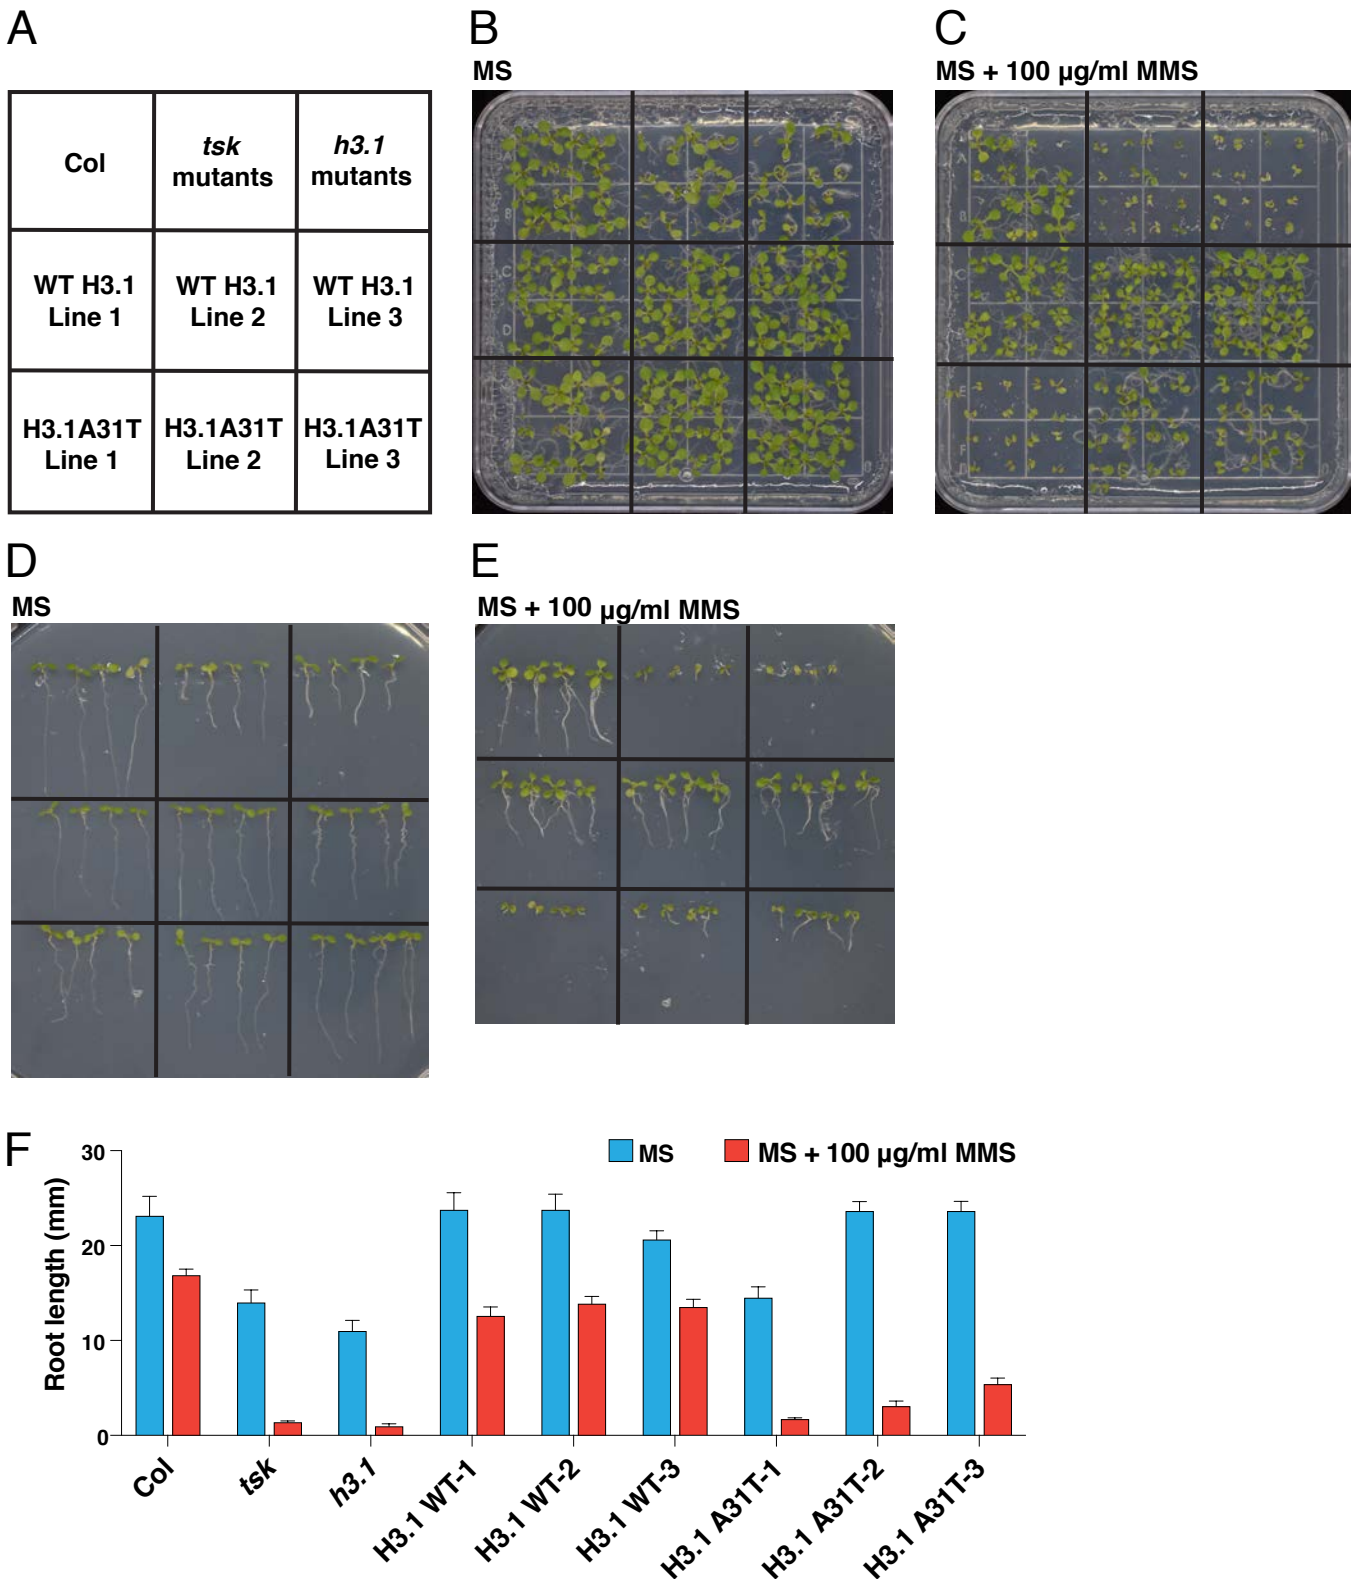 A
Col
tsk
mutants
h3.1
mutants
WT H3.1
Line 1
WT H3.1
Line 2
WT H3.1
Line 3
H3.1A31T
Line 1
H3.1A31T
Line 2
H3.1A31T
Line 3
B
MS
C
MS + 100 µg/ml MMS
D
MS
E
MS + 100 µg/ml MMS
F
MS
MS + 100 µg/ml MMS
Root length (mm)
30
20
10
0
Col
tsk
h3.1
H3.1 WT-1
H3.1 WT-2
H3.1 WT-3
H3.1 A31T-1
H3.1 A31T-2
H3.1 A31T-3